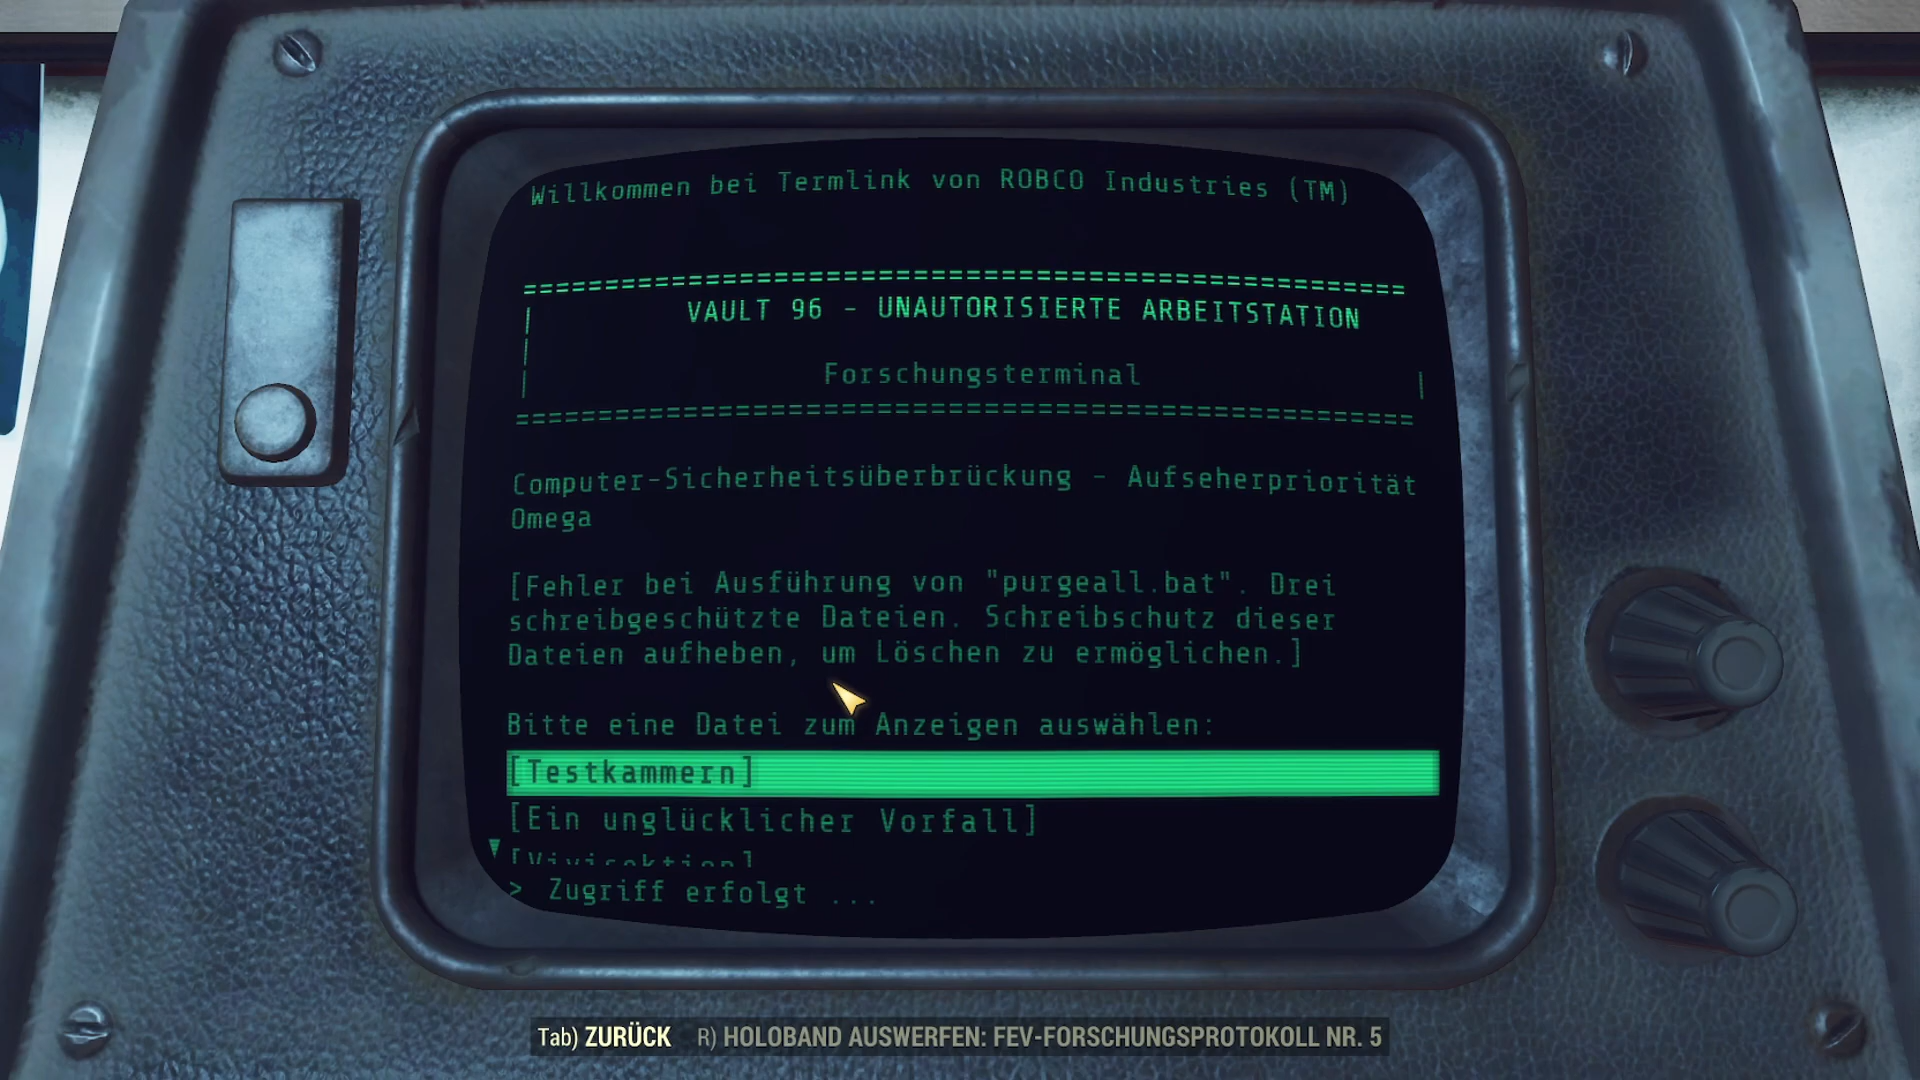 Willkommen bei Termlink von ROBCO Industries (TM)
==================================================
VAULT 96 - UNAUTORISIERTE ARBEITSTATION
Forschungsterminal
==================================================
Computer-Sicherheitsüberbrückung - Aufseherpriorität
Omega
[Fehler bei Ausführung von "purgeall.bat". Drei
schreibgeschützte Dateien. Schreibschutz dieser
Dateien aufheben, um Löschen zu ermöglichen.]
Bitte eine Datei zum Anzeigen auswählen:
[Testkammern]
[Ein unglücklicher Vorfall]
[Vivisektion]
> Zugriff erfolgt ...
Tab) ZURÜCK R) HOLOBAND AUSWERFEN: FEV-FORSCHUNGSPROTOKOLL NR. 5